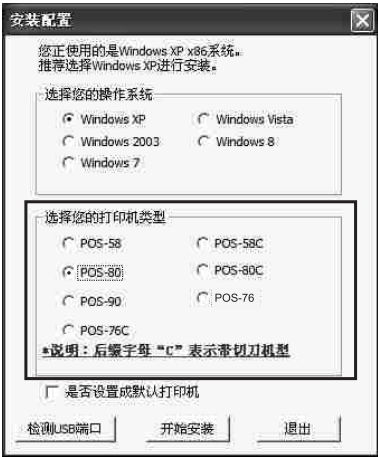 安装配置
您正使用的是Windows XP x86系统。
推荐选择Windows XP进行安装。
选择您的操作系统
Windows XP Windows Vista
Windows 2003 Windows 8
Windows 7
选择您的打印机类型
POS-58 POS-58C
POS-80 POS-80C
POS-90 POS-76
POS-76C
*说明：后缀字母“C”表示带切刀机型
是否设置成默认打印机
检测USB端口 开始安装 退出